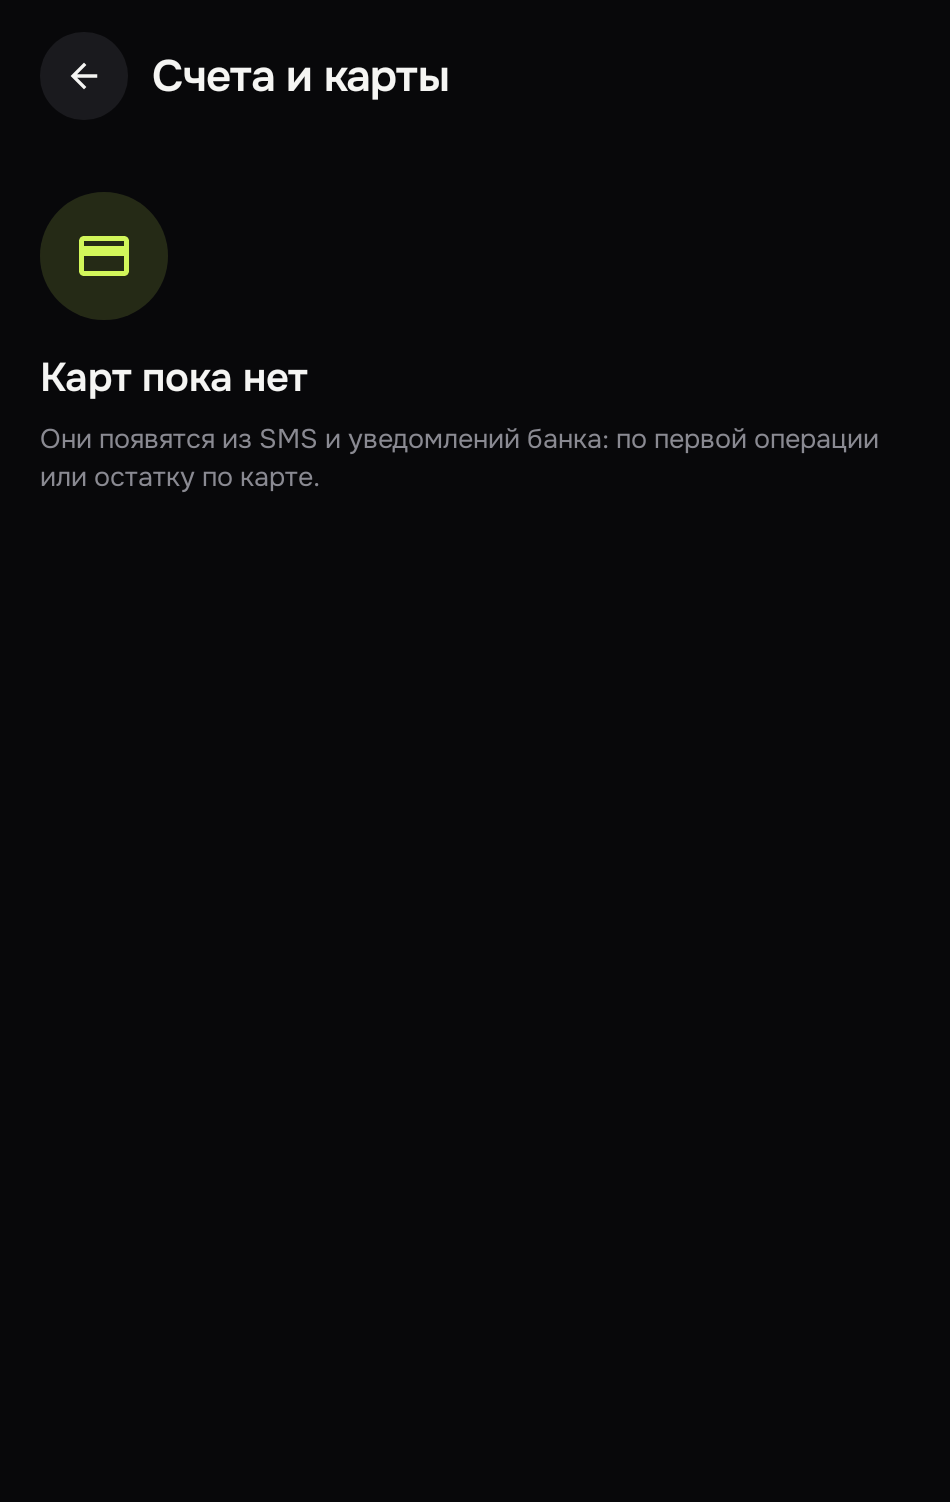 Счета и карты
Карт пока нет
Они появятся из SMS и уведомлений банка: по первой операции
или остатку по карте.